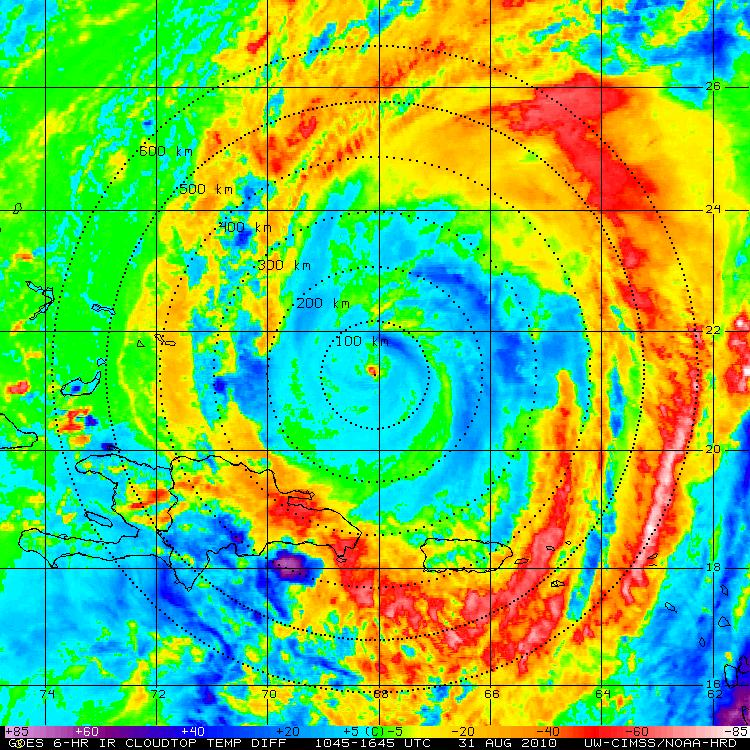 26
600 km
500 km
24
400 km
300 km
200 km
22
100 km
20
18
16
74 72 70 68 66 64 62
+85 +60 +40 +20 +5 (C) -5 -20 -40 -60 -85
GOES 6-HR IR CLOUDTOP TEMP DIFF 1045-1645 UTC 31 AUG 2010 UW-CIMSS/NOAA-HRD